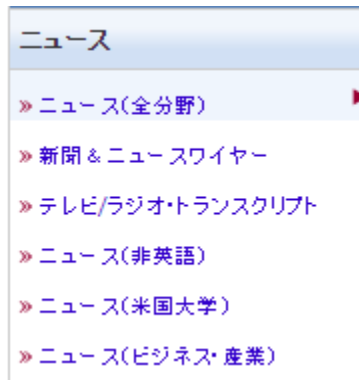 ニュース
» ニュース(全分野)
» 新聞 & ニュースワイヤー
» テレビ/ラジオ・トランスクリプト
» ニュース(非英語)
» ニュース(米国大学)
» ニュース(ビジネス・産業)